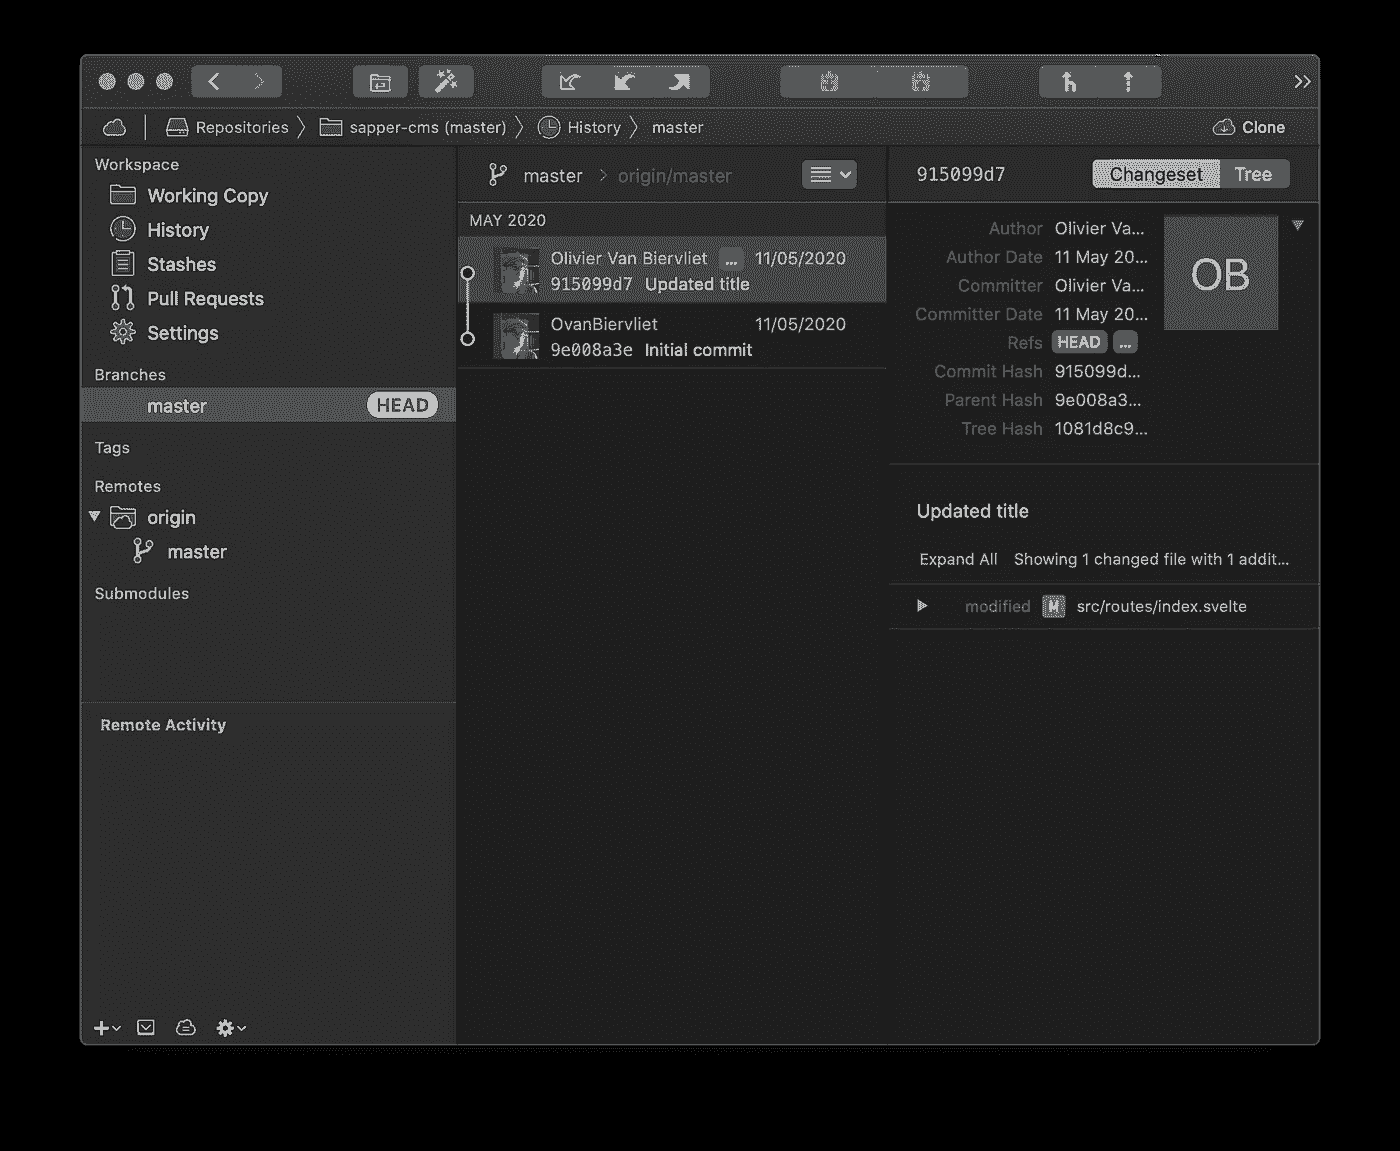 Repositories sapper-cms (master) History master Clone
Workspace
Working Copy
History
Stashes
Pull Requests
Settings
Branches
master HEAD
Tags
Remotes
origin
master
Submodules
Remote Activity
master > origin/master
MAY 2020
Olivier Van Biervliet ... 11/05/2020
915099d7 Updated title
OvanBiervliet 11/05/2020
9e008a3e Initial commit
915099d7 Changeset Tree
Author Olivier Va...
Author Date 11 May 20...
Committer Olivier Va...
Committer Date 11 May 20...
Refs HEAD ...
Commit Hash 915099d...
Parent Hash 9e008a3...
Tree Hash 1081d8c9...
OB
Updated title
Expand All Showing 1 changed file with 1 addit...
modified M src/routes/index.svelte